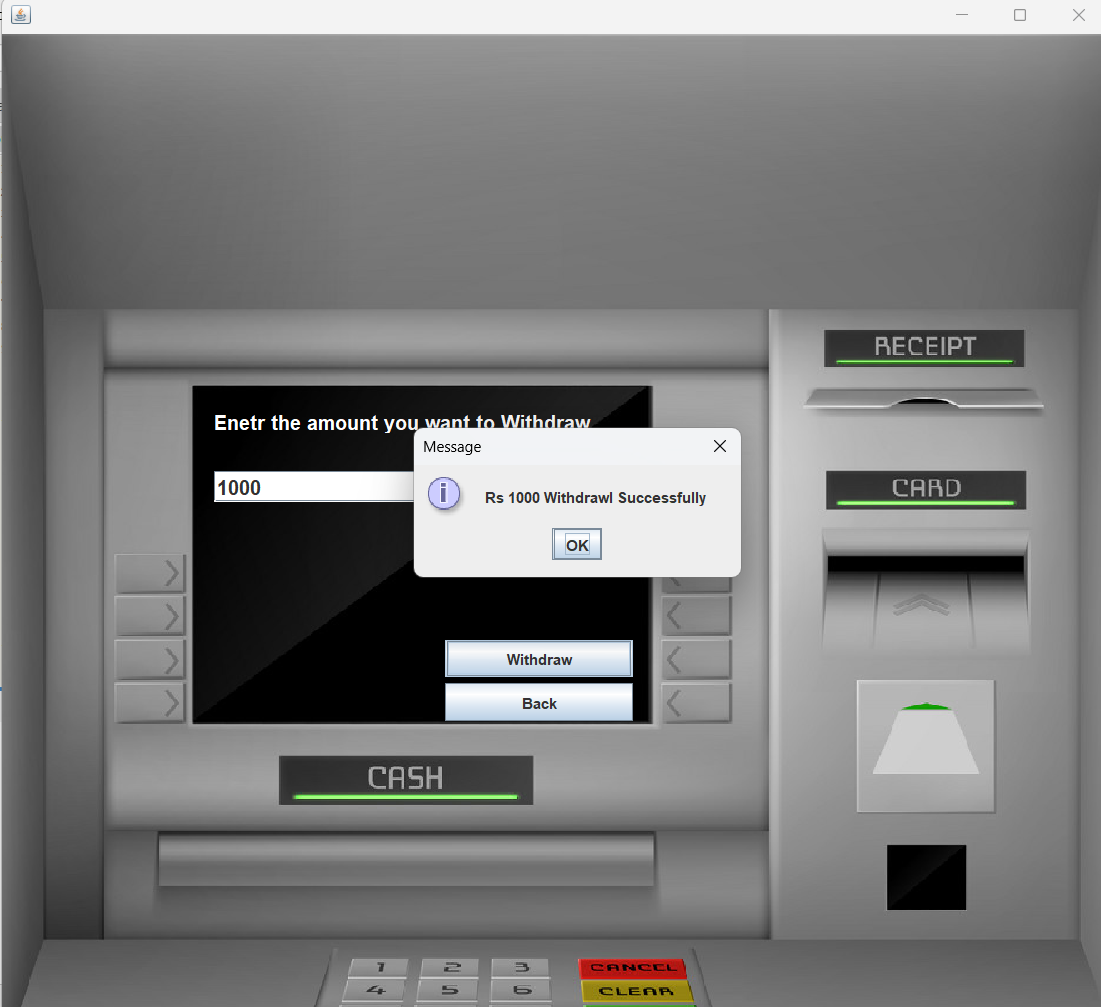 RECEIPT
Enetr the amount you want to Withdraw
Message
1000
Rs 1000 Withdrawl Successfully
OK
CARD
Withdraw
Back
CASH
1 2 3 CANCEL
4 5 6 CLEAR